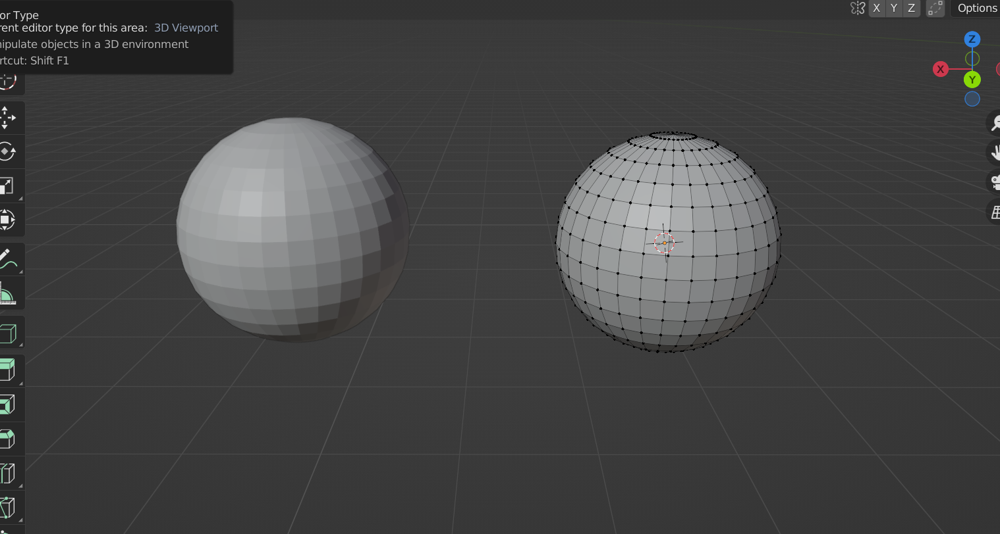 or Type
rent editor type for this area: 3D Viewport
nipulate objects in a 3D environment
rtcut: Shift F1
X Y Z
Options
Z
X
Y